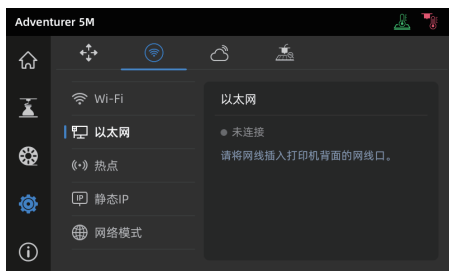 Adventurer 5M
Wi-Fi
以太网
热点
IP 静态IP
网络模式
以太网
未连接
请将网线插入打印机背面的网线口。